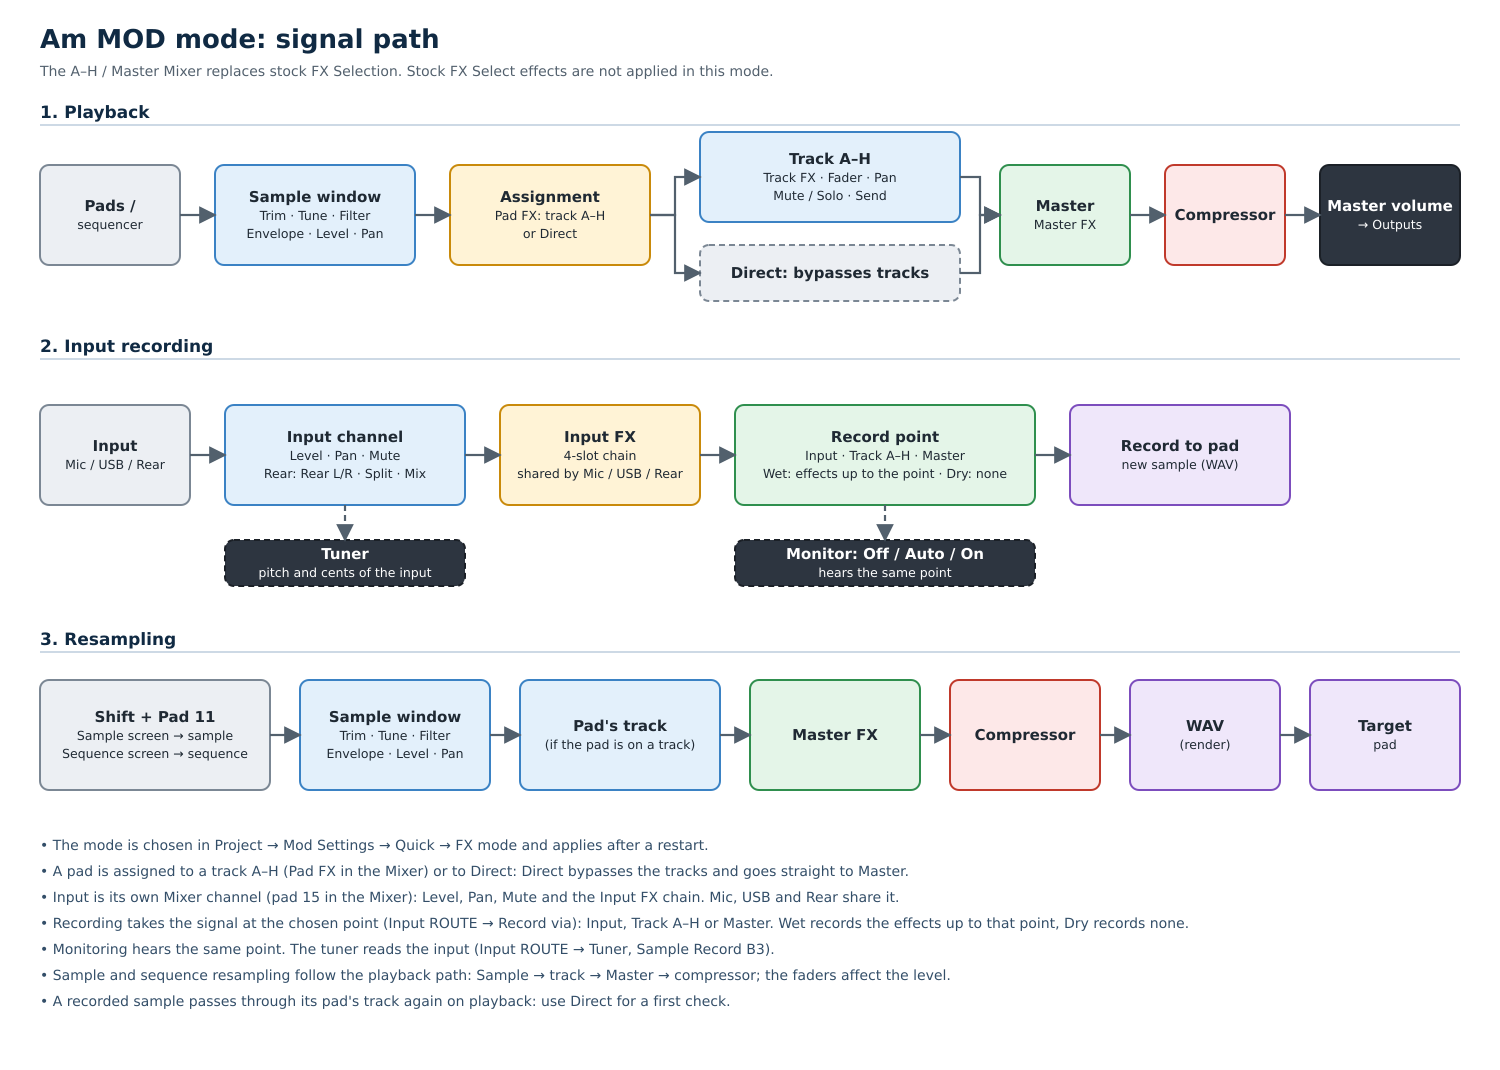 Am MOD mode: signal path
The A–H / Master Mixer replaces stock FX Selection. Stock FX Select effects are not applied in this mode.
1. Playback
Pads /
sequencer
Sample window
Trim · Tune · Filter
Envelope · Level · Pan
Assignment
Pad FX: track A–H
or Direct
Track A–H
Track FX · Fader · Pan
Mute / Solo · Send
Direct: bypasses tracks
Master
Master FX
Compressor
Master volume
→ Outputs
2. Input recording
Input
Mic / USB / Rear
Input channel
Level · Pan · Mute
Rear: Rear L/R · Split · Mix
Input FX
4-slot chain
shared by Mic / USB / Rear
Record point
Input · Track A–H · Master
Wet: effects up to the point · Dry: none
Record to pad
new sample (WAV)
Tuner
pitch and cents of the input
Monitor: Off / Auto / On
hears the same point
3. Resampling
Shift + Pad 11
Sample screen → sample
Sequence screen → sequence
Sample window
Trim · Tune · Filter
Envelope · Level · Pan
Pad's track
(if the pad is on a track)
Master FX
Compressor
WAV
(render)
Target
pad
• The mode is chosen in Project → Mod Settings → Quick → FX mode and applies after a restart.
• A pad is assigned to a track A–H (Pad FX in the Mixer) or to Direct: Direct bypasses the tracks and goes straight to Master.
• Input is its own Mixer channel (pad 15 in the Mixer): Level, Pan, Mute and the Input FX chain. Mic, USB and Rear share it.
• Recording takes the signal at the chosen point (Input ROUTE → Record via): Input, Track A–H or Master. Wet records the effects up to that point, Dry records none.
• Monitoring hears the same point. The tuner reads the input (Input ROUTE → Tuner, Sample Record B3).
• Sample and sequence resampling follow the playback path: Sample → track → Master → compressor; the faders affect the level.
• A recorded sample passes through its pad's track again on playback: use Direct for a first check.